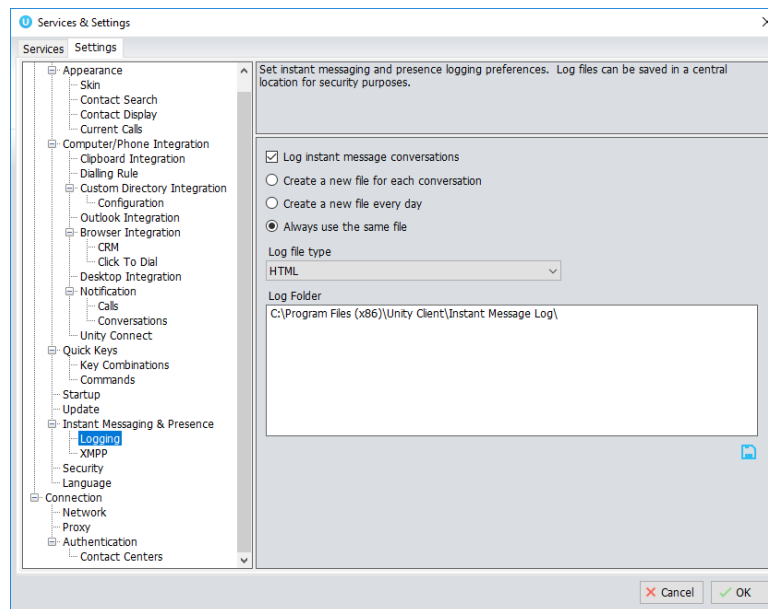 Services & Settings
Services
Settings
Appearance
Skin
Contact Search
Contact Display
Current Calls
Computer/Phone Integration
Clipboard Integration
Dialling Rule
Custom Directory Integration
Configuration
Outlook Integration
Browser Integration
CRM
Click To Dial
Desktop Integration
Notification
Calls
Conversations
Unity Connect
Quick Keys
Key Combinations
Commands
Startup
Update
Instant Messaging & Presence
Logging
XMPP
Security
Language
Connection
Network
Proxy
Authentication
Contact Centers
Set instant messaging and presence logging preferences. Log files can be saved in a central
location for security purposes.
Log instant message conversations
Create a new file for each conversation
Create a new file every day
Always use the same file
Log file type
HTML
Log Folder
C:\Program Files (x86)\Unity Client\Instant Message Log\
Cancel
OK